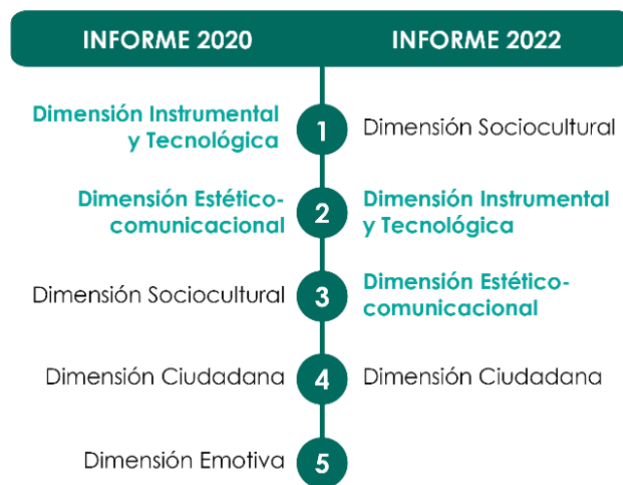 INFORME 2020
INFORME 2022
Dimensión Instrumental
y Tecnológica
1
Dimensión Sociocultural
Dimensión Estético-
comunicacional
2
Dimensión Instrumental
y Tecnológica
Dimensión Sociocultural
3
Dimensión Estético-
comunicacional
Dimensión Ciudadana
4
Dimensión Ciudadana
Dimensión Emotiva
5